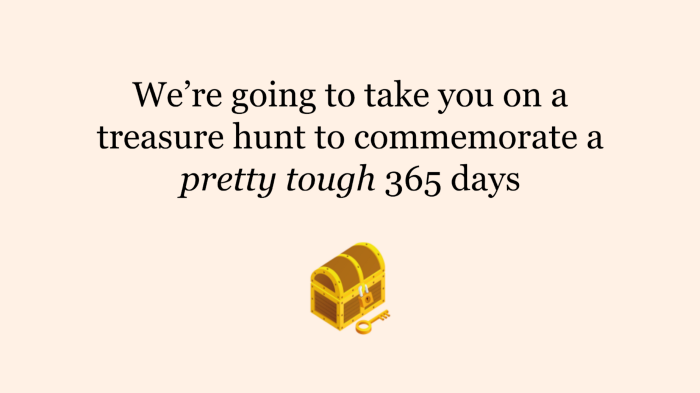 We’re going to take you on a
treasure hunt to commemorate a
pretty tough 365 days